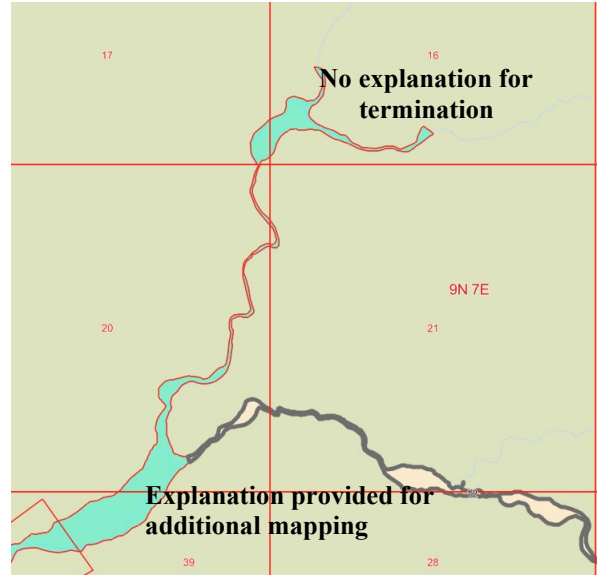 17
16
No explanation for
termination
9N 7E
20
21
Explanation provided for
additional mapping
39
28